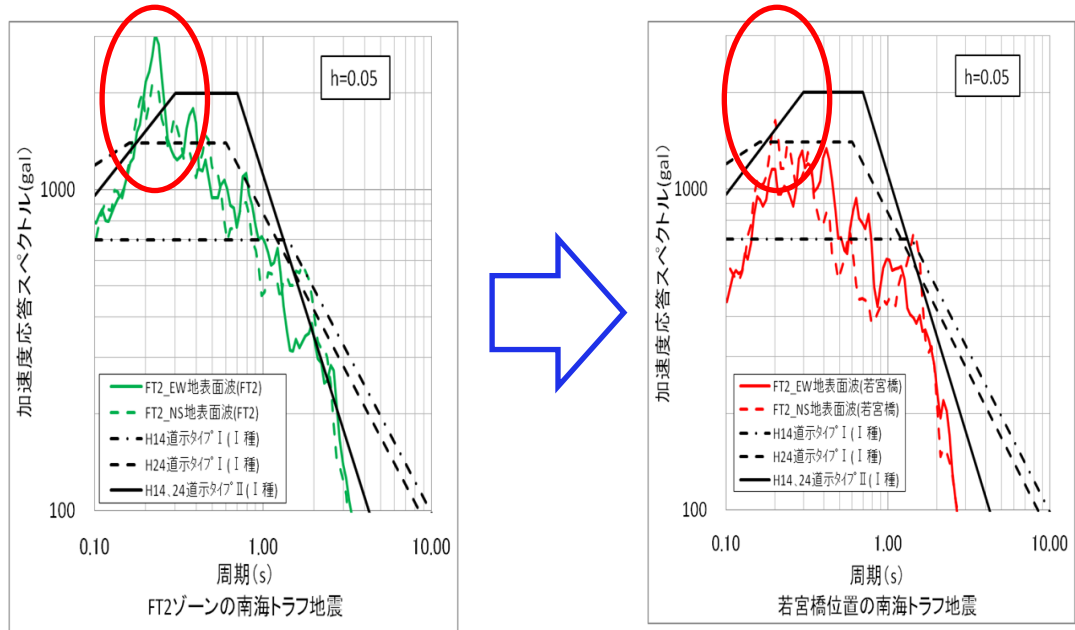 h=0.05
加速度応答スペクトル(gal)
1000
100
FT2_EW地表面波(FT2)
FT2_NS地表面波(FT2)
H14道示タイプⅠ(Ⅰ種)
H24道示タイプⅠ(Ⅰ種)
H14､24道示タイプⅡ(Ⅰ種)
0.10 1.00 10.00
周期(s)
FT2ゾーンの南海トラフ地震
h=0.05
加速度応答スペクトル(gal)
1000
100
FT2_EW地表面波(若宮橋)
FT2_NS地表面波(若宮橋)
H14道示タイプⅠ(Ⅰ種)
H24道示タイプⅠ(Ⅰ種)
H14､24道示タイプⅡ(Ⅰ種)
0.10 1.00 10.00
周期(s)
若宮橋位置の南海トラフ地震